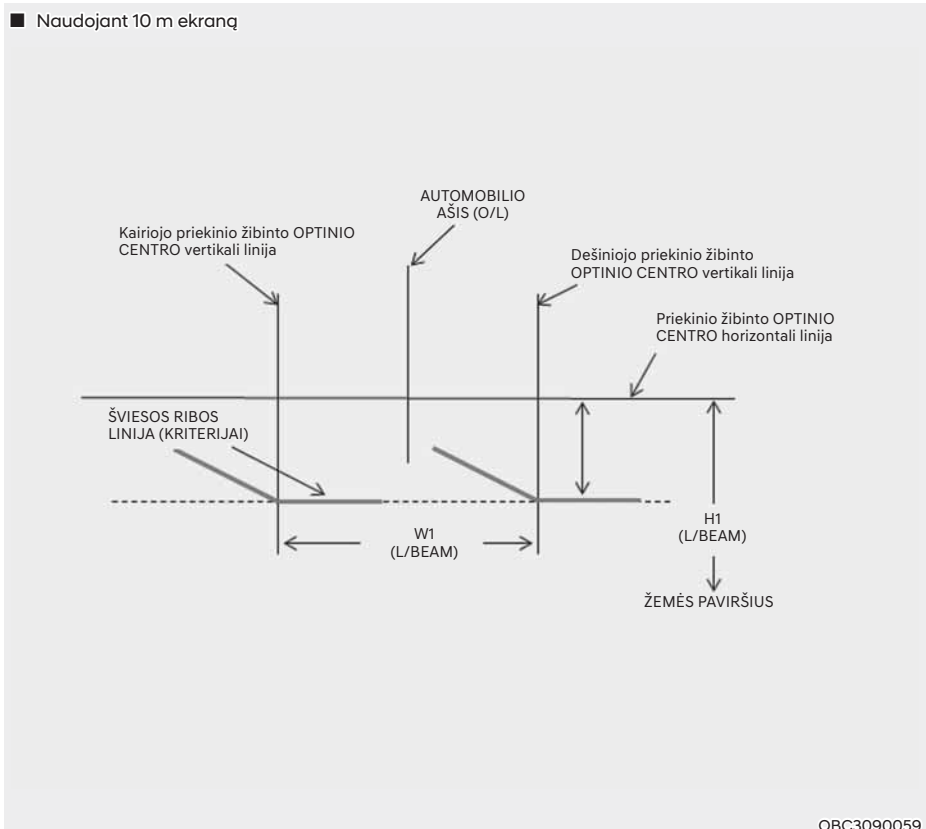 ■ Naudojant 10 m ekraną
AUTOMOBILIO
AŠIS (O/L)
Kairiojo priekinio žibinto OPTINIO
CENTRO vertikali linija
Dešiniojo priekinio žibinto
OPTINIO CENTRO vertikali linija
Priekinio žibinto OPTINIO
CENTRO horizontali linija
ŠVIESOS RIBOS
LINIJA (KRITERIJAI)
W1
(L/BEAM)
H1
(L/BEAM)
ŽEMĖS PAVIRŠIUS
OBC3090059